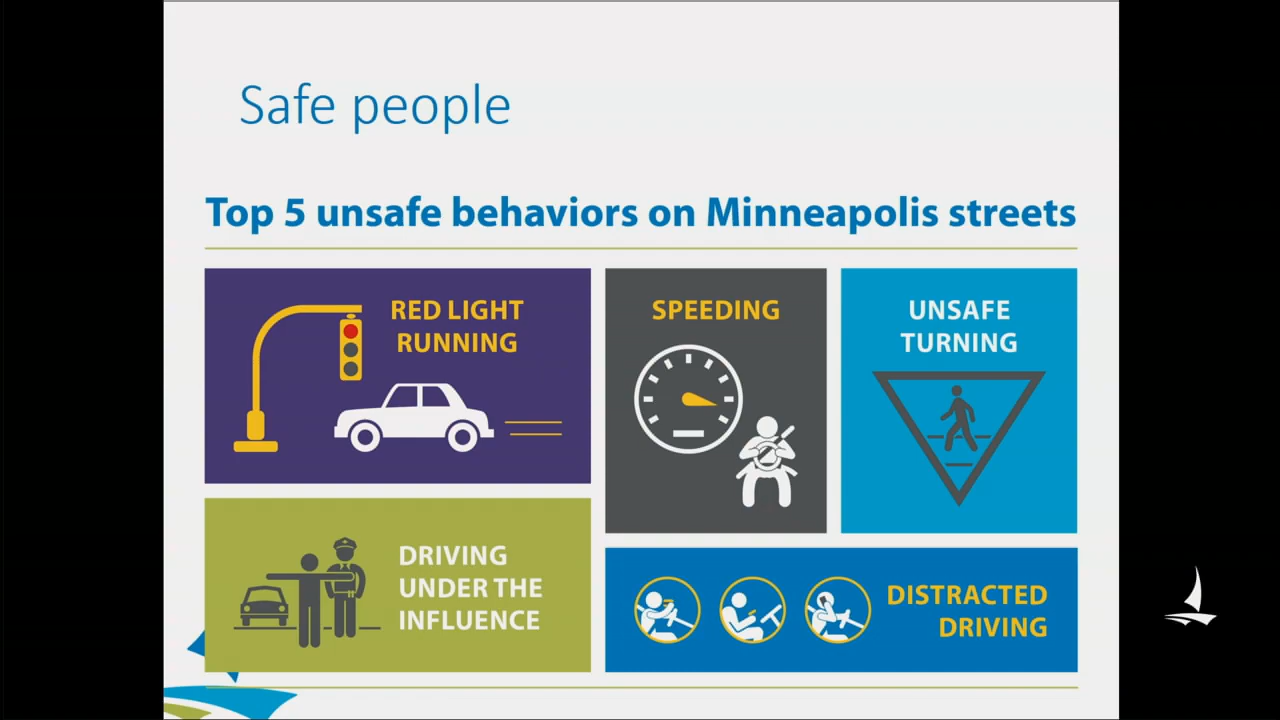 Safe people
Top 5 unsafe behaviors on Minneapolis streets
RED LIGHT
RUNNING
SPEEDING
UNSAFE
TURNING
DRIVING
UNDER THE
INFLUENCE
DISTRACTED
DRIVING